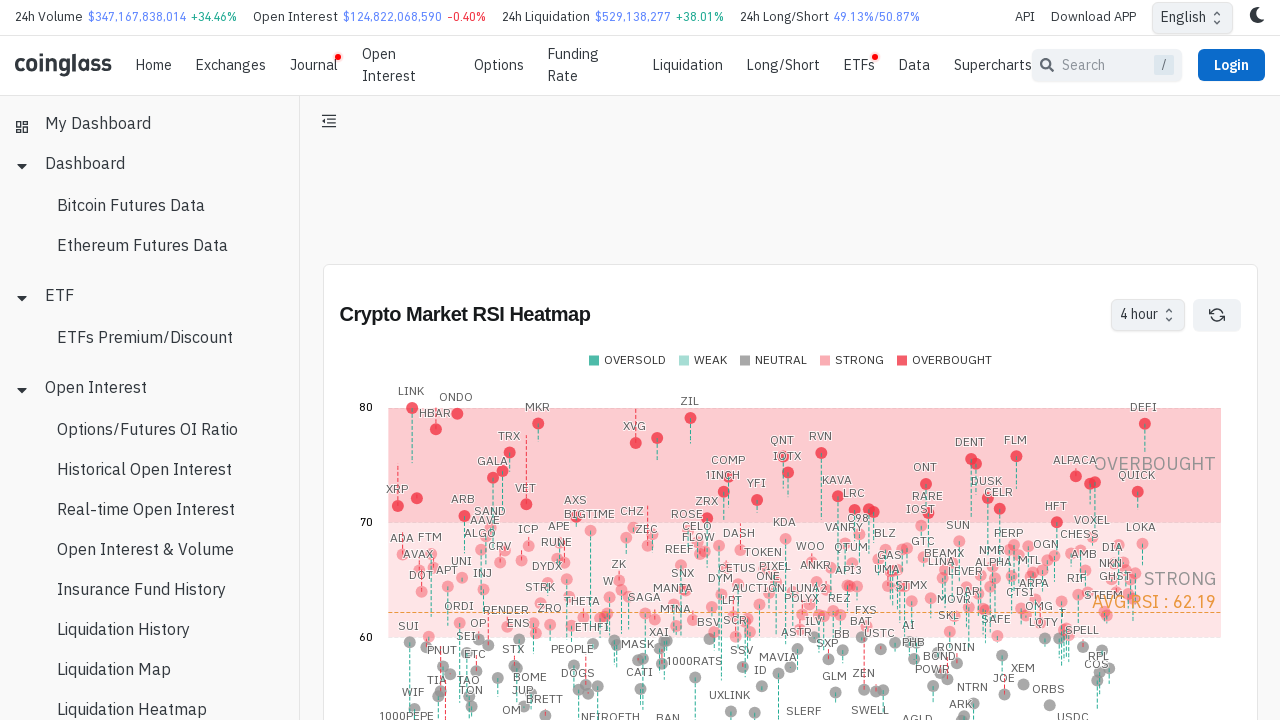 24h Volume $347,167,838,014 +34.46% Open Interest $124,822,068,590 -0.40% 24h Liquidation $529,138,277 +38.01% 24h Long/Short 49.13%/50.87% API Download APP English
coinglass Home Exchanges Journal Open Interest Options Funding Rate Liquidation Long/Short ETFs Data Supercharts Search / Login
My Dashboard
Dashboard
Bitcoin Futures Data
Ethereum Futures Data
ETF
ETFs Premium/Discount
Open Interest
Options/Futures OI Ratio
Historical Open Interest
Real-time Open Interest
Open Interest & Volume
Insurance Fund History
Liquidation History
Liquidation Map
Liquidation Heatmap
Crypto Market RSI Heatmap
4 hour
OVERSOLD WEAK NEUTRAL STRONG OVERBOUGHT
LINK ONDO ZIL
80 HBAR MKR DEFI
XVG
TRX QNT RVN DENT FLM
GALA COMP IOTX ALPACA OVERBOUGHT
1INCH ONT QUICK
XRP VET YFI KAVA DUSK
ARB AXS ZRX LRC RARE CELR
SAND BIGTIME CHZ ROSE IOST HFT
70 AAVE KDA O98 VOXEL
ADA FTM ALGO ICP APE ZEC CELO DASH VANRY BLZ SUN PERP CHESS LOKA
CRV RUNE REEF FLOW WOO QTUM GTC OGN DIA
AVAX UNI TOKEN GAS BEAMX NMR AMB
DOT APT INJ DYDX ZK SNX CETUS PIXEL ANKR API3 UMA LINA ALPHA MTL NKN
STRK W DYM ONE LEVER ARPA RIF GHST STRONG
ORDI THETA SAGA MANTA AUCTION LUNA2 STMX DAR CTSI STEEM
RENDER ZRQ MINA LPT POLYX REZ FXS MOVR OMG AVG RSI : 62.19
SUI OP ENS ETHFI BSV SCR ILV BAT AI SKL SAFE LQTY T
60 SEI XAI ASTR BB USTC SPELL
PNUT ETC STX PEOPLE MASK SSV SXP PHB RONIN RPL
1000RATS MAVIA BOND COS
TIA TAO BOME DOGS CATI ID GLM ZEN POWR JOE XEM
WIF TON JUP BRETT UXLINK NTRN ORBS
1000PEPE OM NEIROETH BAN SLERF SWELL AGLD ARK USDC